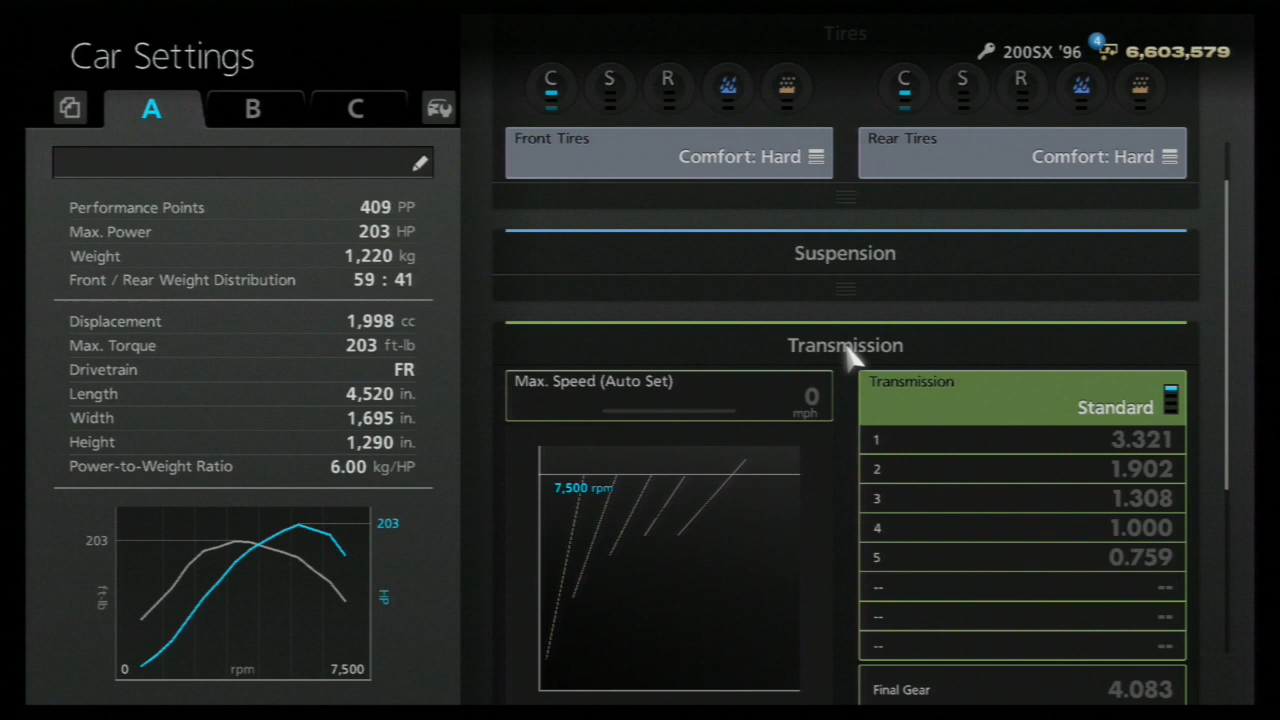 Tires
Car Settings
200SX '96 4 6,603,579
A B C
C S R C S R
Front Tires
Comfort: Hard
Rear Tires
Comfort: Hard
Performance Points 409 PP
Max. Power 203 HP
Weight 1,220 kg
Front / Rear Weight Distribution 59 : 41
Displacement 1,998 cc
Max. Torque 203 ft-lb
Drivetrain FR
Length 4,520 in.
Width 1,695 in.
Height 1,290 in.
Power-to-Weight Ratio 6.00 kg/HP
203
203
ft-lb
HP
0 rpm 7,500
Suspension
Transmission
Max. Speed (Auto Set)
0
mph
7,500 rpm
Transmission
Standard
1 3.321
2 1.902
3 1.308
4 1.000
5 0.759
-- --
-- --
-- --
Final Gear 4.083